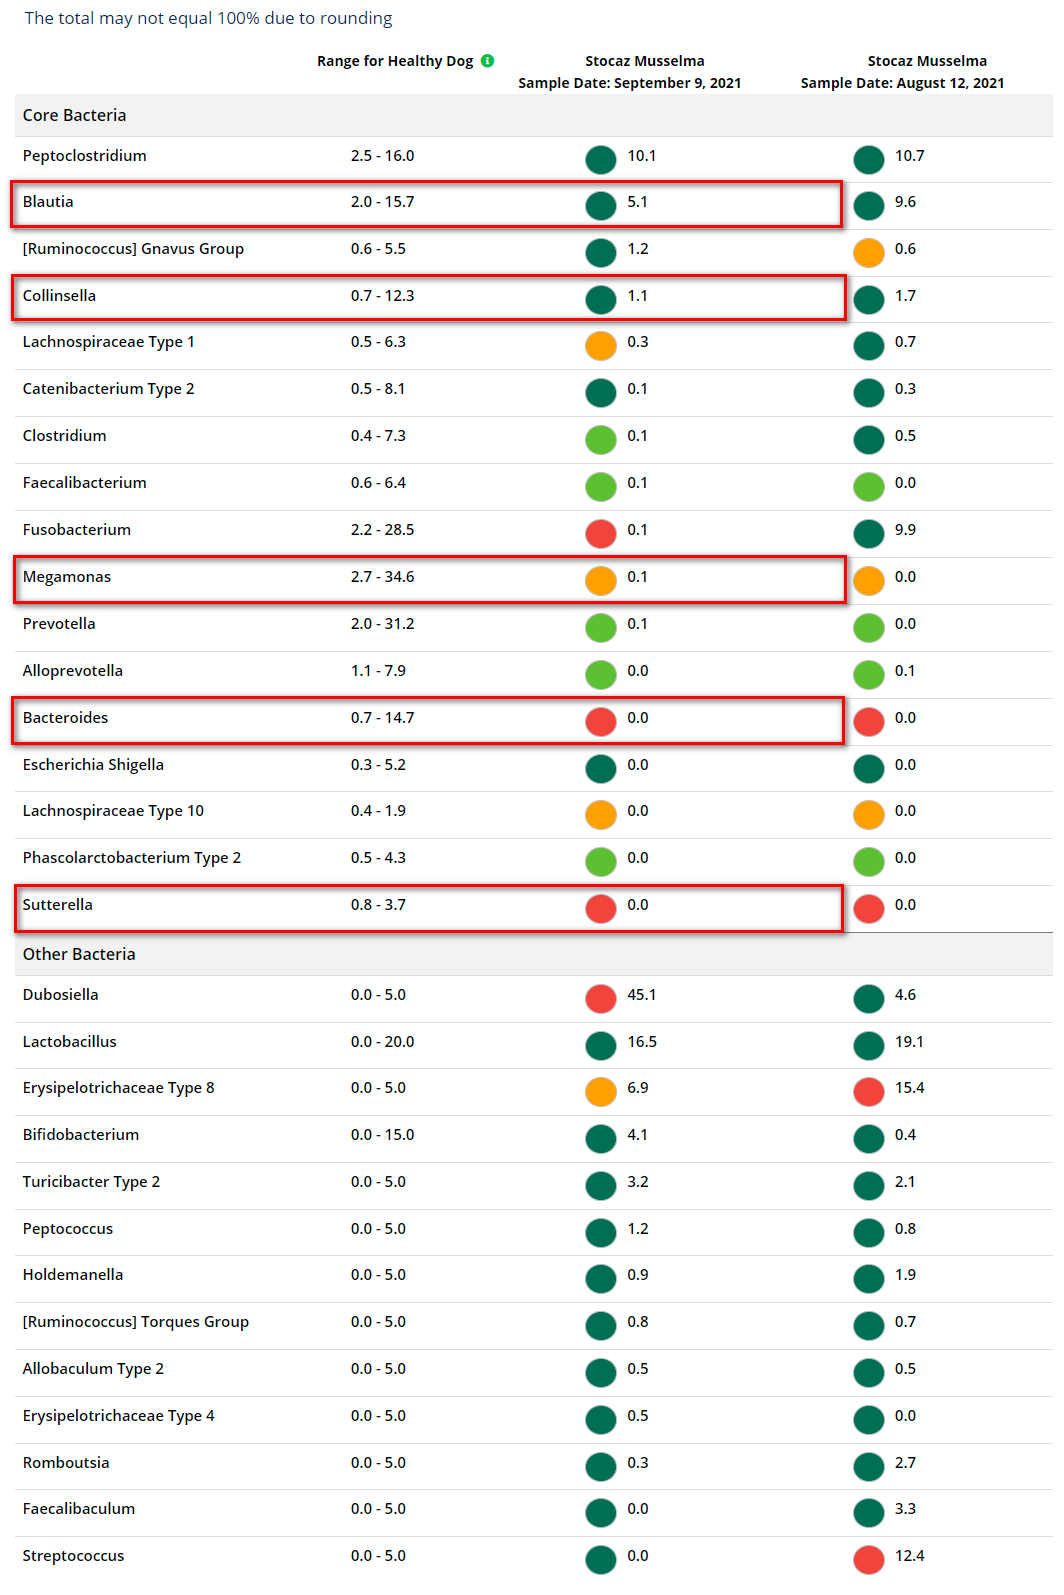 The total may not equal 100% due to rounding
Range for Healthy Dog Stocaz Musselma Stocaz Musselma
Sample Date: September 9, 2021 Sample Date: August 12, 2021
Core Bacteria
Peptoclostridium 2.5 - 16.0 10.1 10.7
Blautia 2.0 - 15.7 5.1 9.6
[Ruminococcus] Gnavus Group 0.6 - 5.5 1.2 0.6
Collinsella 0.7 - 12.3 1.1 1.7
Lachnospiraceae Type 1 0.5 - 6.3 0.3 0.7
Catenibacterium Type 2 0.5 - 8.1 0.1 0.3
Clostridium 0.4 - 7.3 0.1 0.5
Faecalibacterium 0.6 - 6.4 0.1 0.0
Fusobacterium 2.2 - 28.5 0.1 9.9
Megamonas 2.7 - 34.6 0.1 0.0
Prevotella 2.0 - 31.2 0.1 0.0
Alloprevotella 1.1 - 7.9 0.0 0.1
Bacteroides 0.7 - 14.7 0.0 0.0
Escherichia Shigella 0.3 - 5.2 0.0 0.0
Lachnospiraceae Type 10 0.4 - 1.9 0.0 0.0
Phascolarctobacterium Type 2 0.5 - 4.3 0.0 0.0
Sutterella 0.8 - 3.7 0.0 0.0
Other Bacteria
Dubosiella 0.0 - 5.0 45.1 4.6
Lactobacillus 0.0 - 20.0 16.5 19.1
Erysipelotrichaceae Type 8 0.0 - 5.0 6.9 15.4
Bifidobacterium 0.0 - 15.0 4.1 0.4
Turicibacter Type 2 0.0 - 5.0 3.2 2.1
Peptococcus 0.0 - 5.0 1.2 0.8
Holdemanella 0.0 - 5.0 0.9 1.9
[Ruminococcus] Torques Group 0.0 - 5.0 0.8 0.7
Allobaculum Type 2 0.0 - 5.0 0.5 0.5
Erysipelotrichaceae Type 4 0.0 - 5.0 0.5 0.0
Romboutsia 0.0 - 5.0 0.3 2.7
Faecalibaculum 0.0 - 5.0 0.0 3.3
Streptococcus 0.0 - 5.0 0.0 12.4